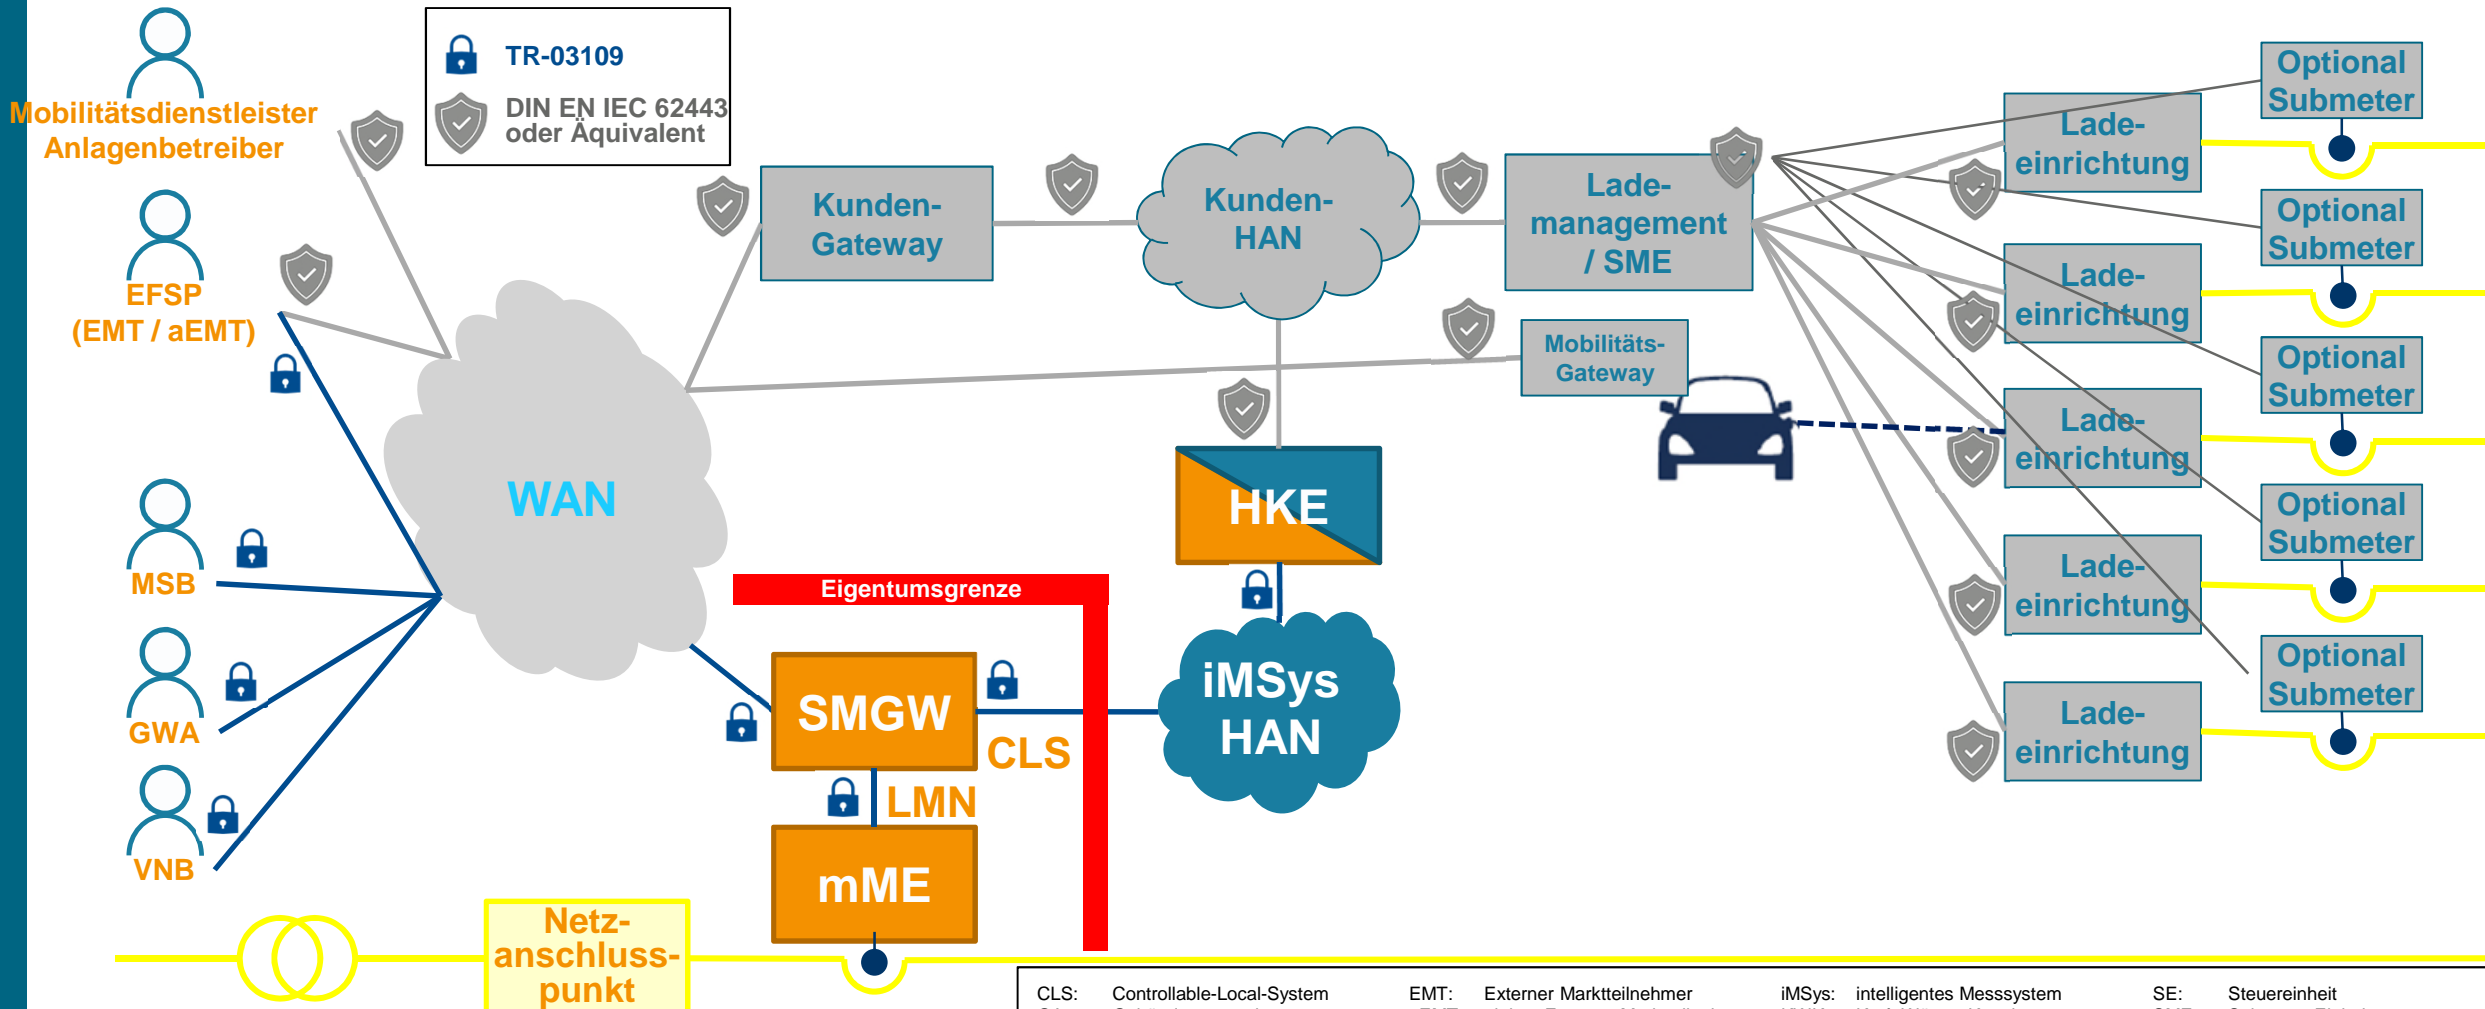 TR-03109
DIN EN IEC 62443
oder Äquivalent
Mobilitätsdienstleister
Anlagenbetreiber
EFSP
(EMT / aEMT)
MSB
GWA
VNB
WAN
Kunden-
Gateway
Kunden-
HAN
Lade-
management
/ SME
Mobilitäts-
Gateway
HKE
Eigentumsgrenze
SMGW
CLS
LMN
mME
iMSys
HAN
Netz-
anschluss-
punkt
Lade-
einrichtung
Lade-
einrichtung
Lade-
einrichtung
Lade-
einrichtung
Lade-
einrichtung
Optional
Submeter
Optional
Submeter
Optional
Submeter
Optional
Submeter
Optional
Submeter
CLS: Controllable-Local-System
EMT: Externer Marktteilnehmer
iMSys: intelligentes Messsystem
SE: Steuereinheit